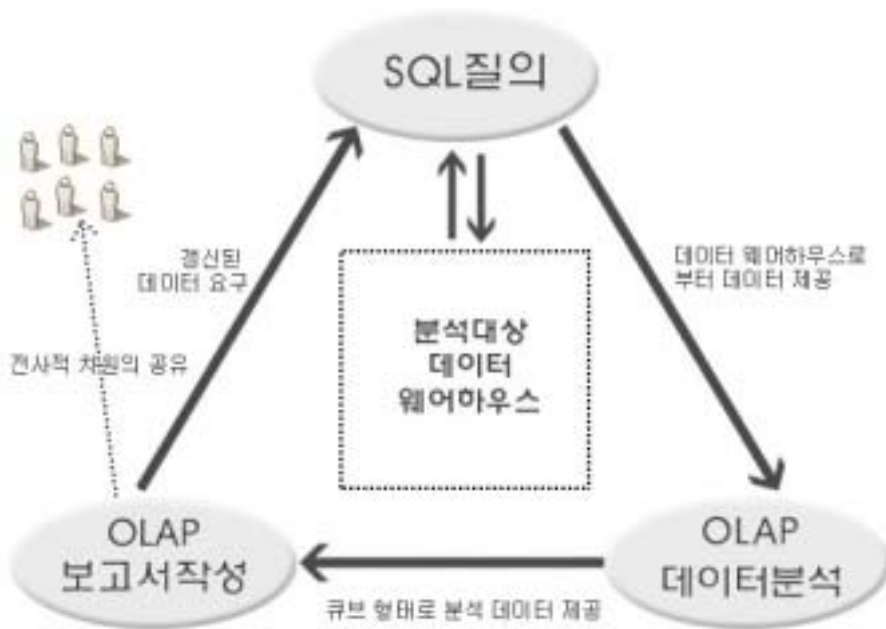 SQL질의
갱신된
데이터 요구
데이터 웨어하우스로
부터 데이터 제공
분석대상
데이터
웨어하우스
전사적 차원의 공유
OLAP
보고서작성
OLAP
데이터분석
큐브 형태로 분석 데이터 제공